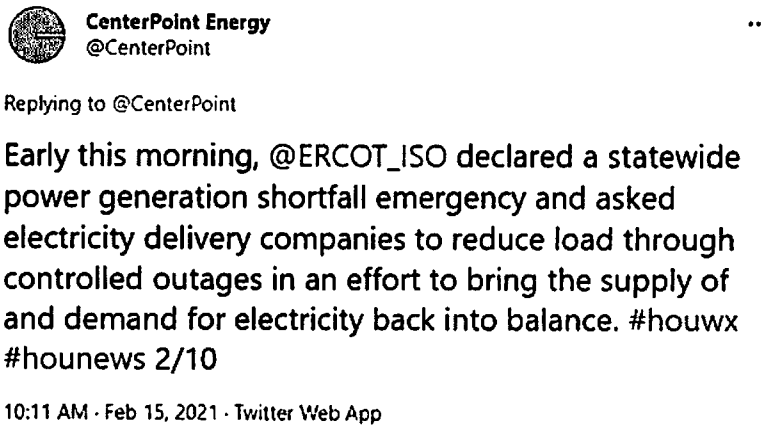 CenterPoint Energy
@CenterPoint
Replying to @CenterPoint
Early this morning, @ERCOT_ISO declared a statewide
power generation shortfall emergency and asked
electricity delivery companies to reduce load through
controlled outages in an effort to bring the supply of
and demand for electricity back into balance. #houwx
#hounews 2/10
10:11 AM · Feb 15, 2021 · Twitter Web App